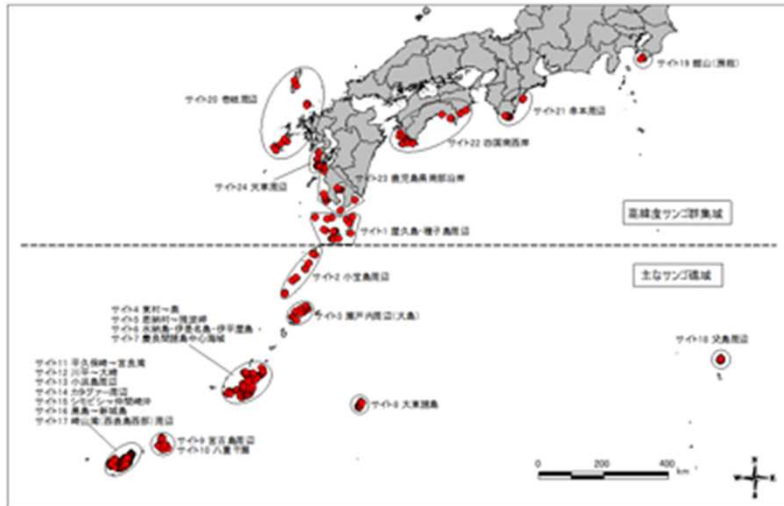 サイト19 館山(房総)
サイト20 壱岐周辺
サイト21 串本周辺
サイト22 四国南西岸
サイト23 鹿児島県南部沿岸
サイト24 天草周辺
高緯度サンゴ群集域
サイト1 屋久島・種子島周辺
サイト2 小宝島周辺
主なサンゴ礁域
サイト3 瀬戸内周辺(大島)
サイト4 東村〜奥
サイト5 恩納村〜残波岬
サイト6 水納島・伊是名島・伊平屋島
サイト7 慶良間諸島中心海域
サイト18 父島周辺
サイト11 平久保崎〜宮良湾
サイト12 川平〜大崎
サイト13 小浜島周辺
サイト14 カタグァー周辺
サイト15 シモビシ〜仲間崎沖
サイト16 黒島〜新城島
サイト17 崎山湾(西表島西部)周辺
サイト8 大東諸島
サイト9 宮古島周辺
サイト10 八重干瀬
0 200 400
km
N
W E
S